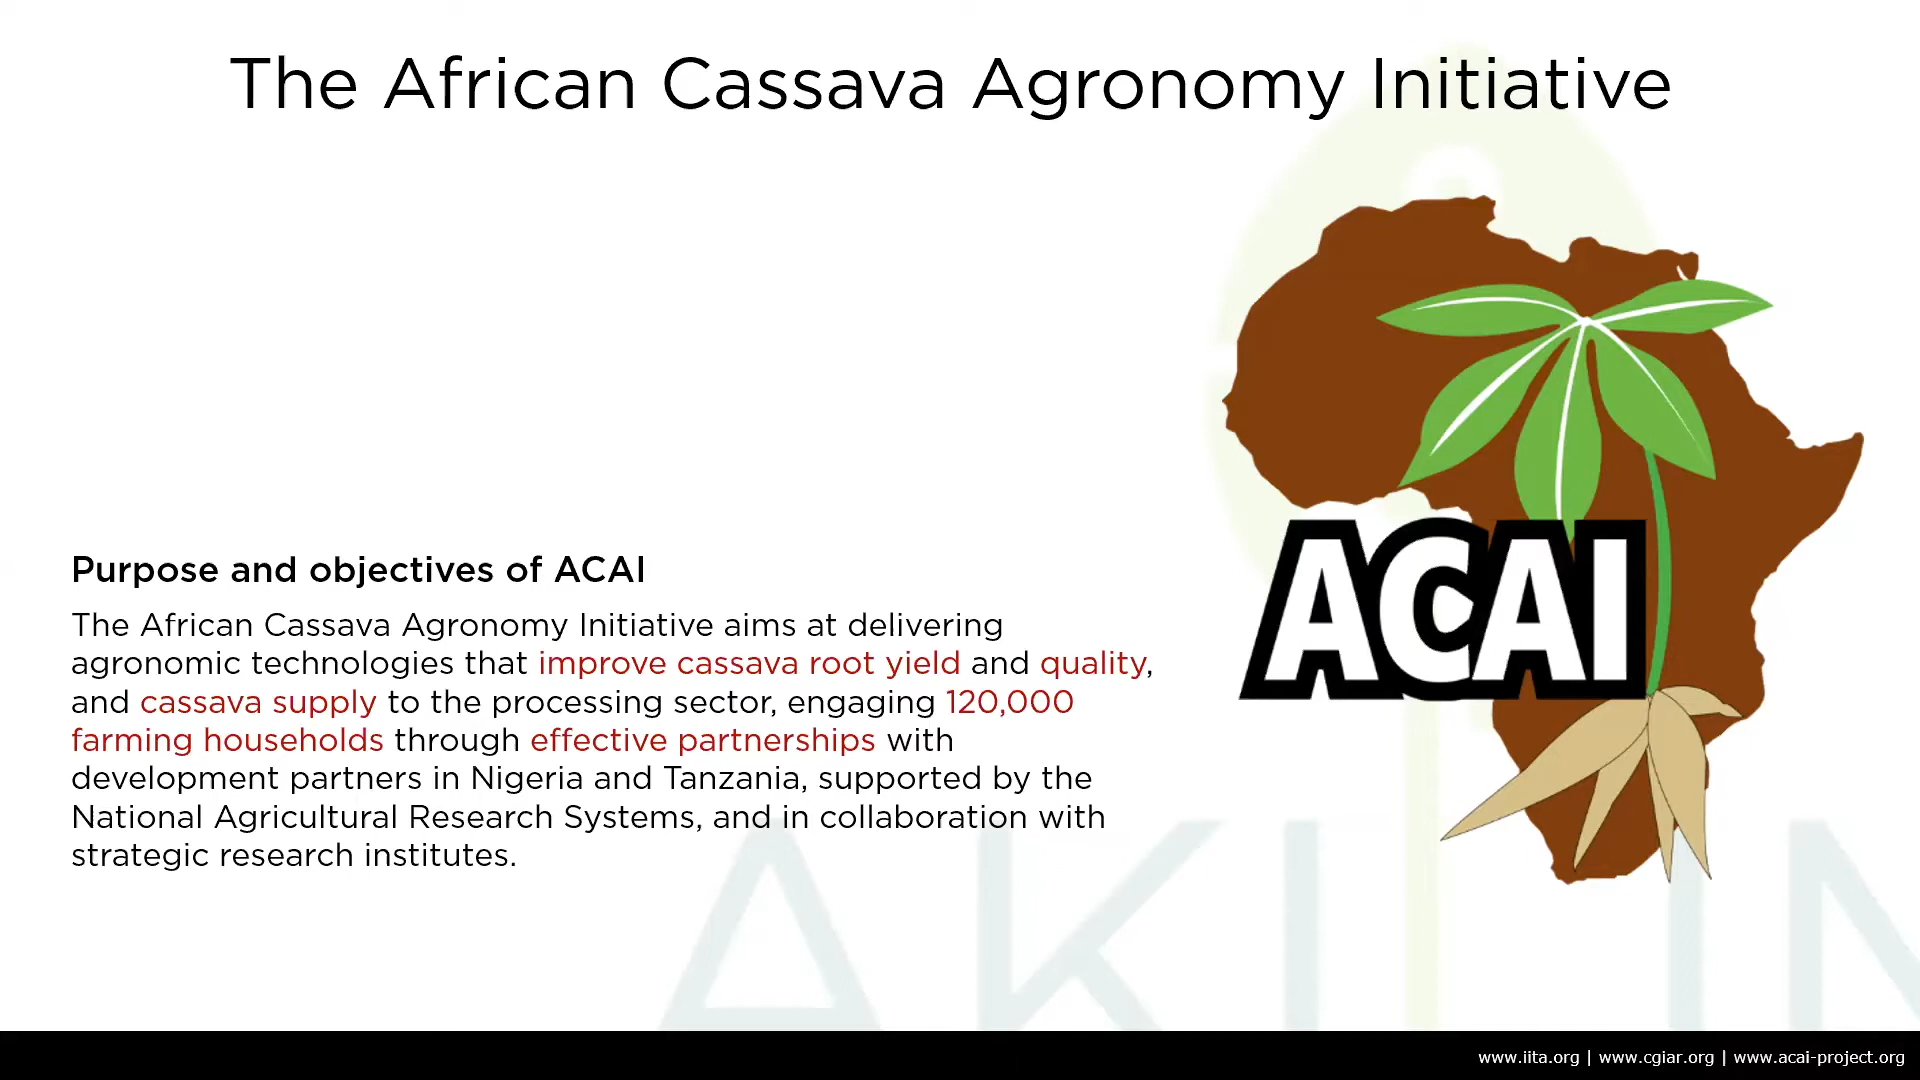 The African Cassava Agronomy Initiative
ACAI
Purpose and objectives of ACAI
The African Cassava Agronomy Initiative aims at delivering
agronomic technologies that improve cassava root yield and quality,
and cassava supply to the processing sector, engaging 120,000
farming households through effective partnerships with
development partners in Nigeria and Tanzania, supported by the
National Agricultural Research Systems, and in collaboration with
strategic research institutes.
www.iita.org | www.cgiar.org | www.acai-project.org